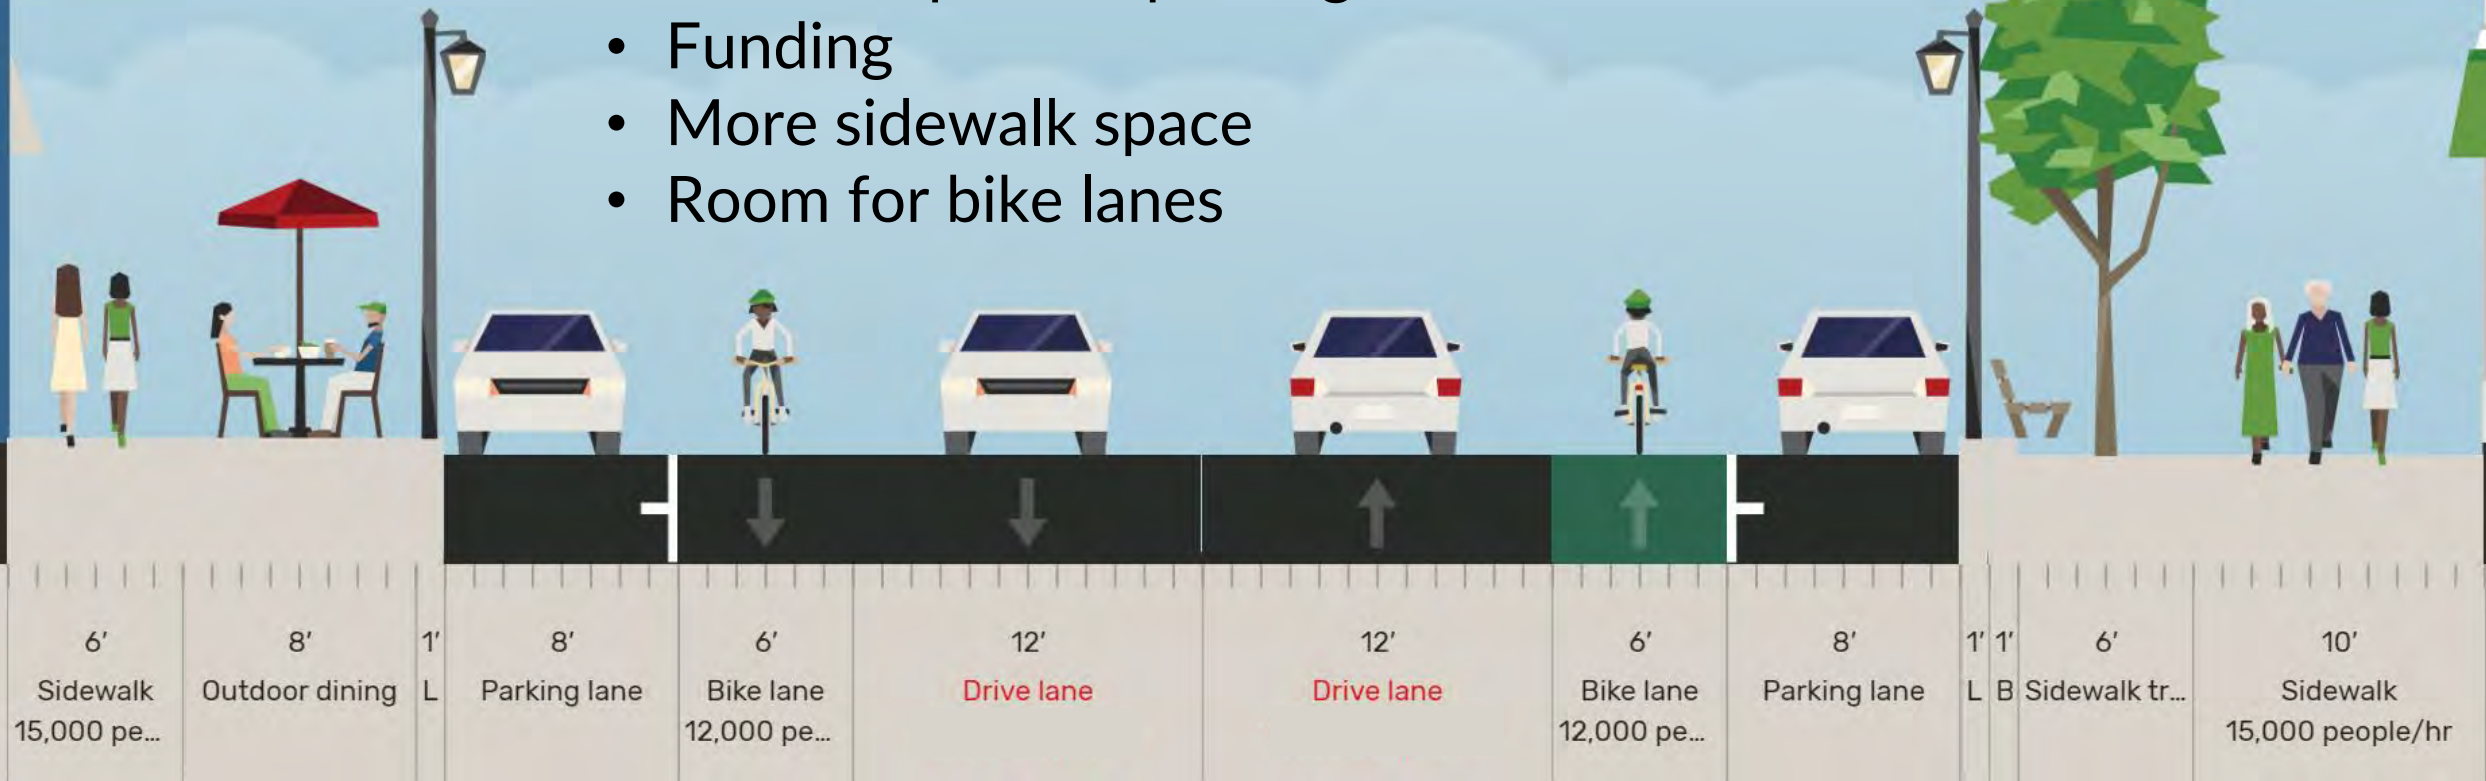 • Funding
• More sidewalk space
• Room for bike lanes
6' 8' 1' 8' 6' 12' 12' 6' 8' 1' 1' 6' 10'
Sidewalk Outdoor dining L Parking lane Bike lane Drive lane Drive lane Bike lane Parking lane L B Sidewalk tr... Sidewalk
15,000 pe... 12,000 pe... 12,000 pe... 15,000 people/hr